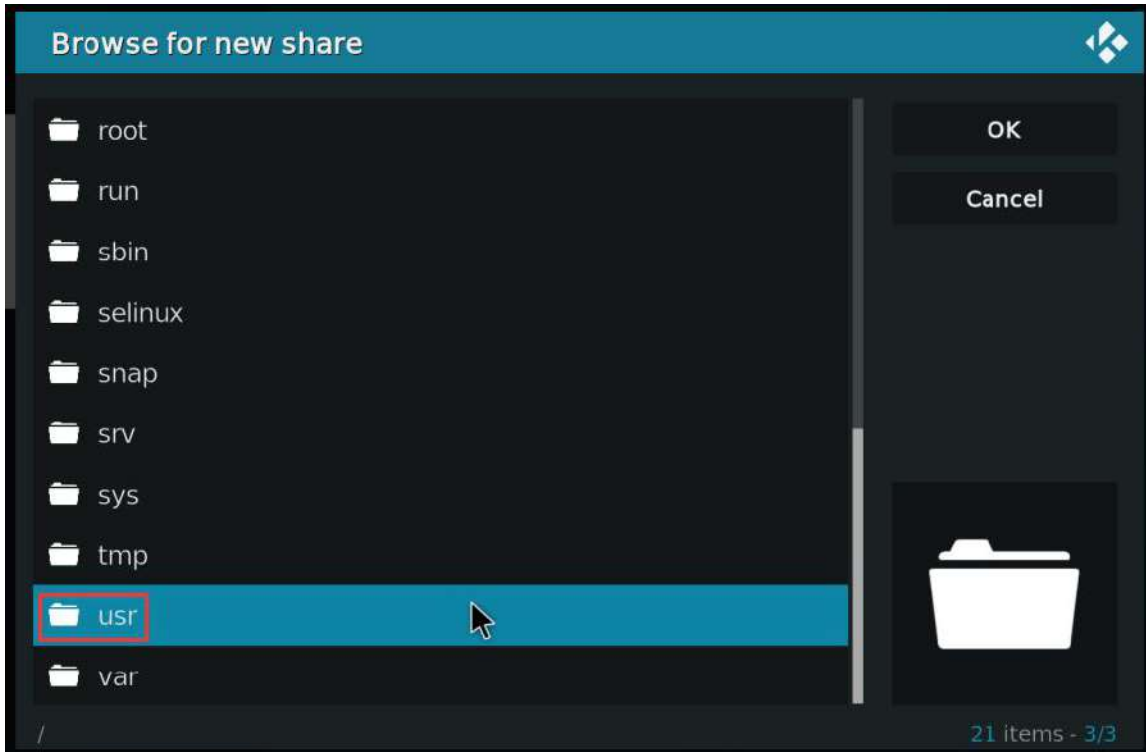 Browse for new share
root
run
sbin
selinux
snap
srv
sys
tmp
usr
var
OK
Cancel
/
21 items - 3/3